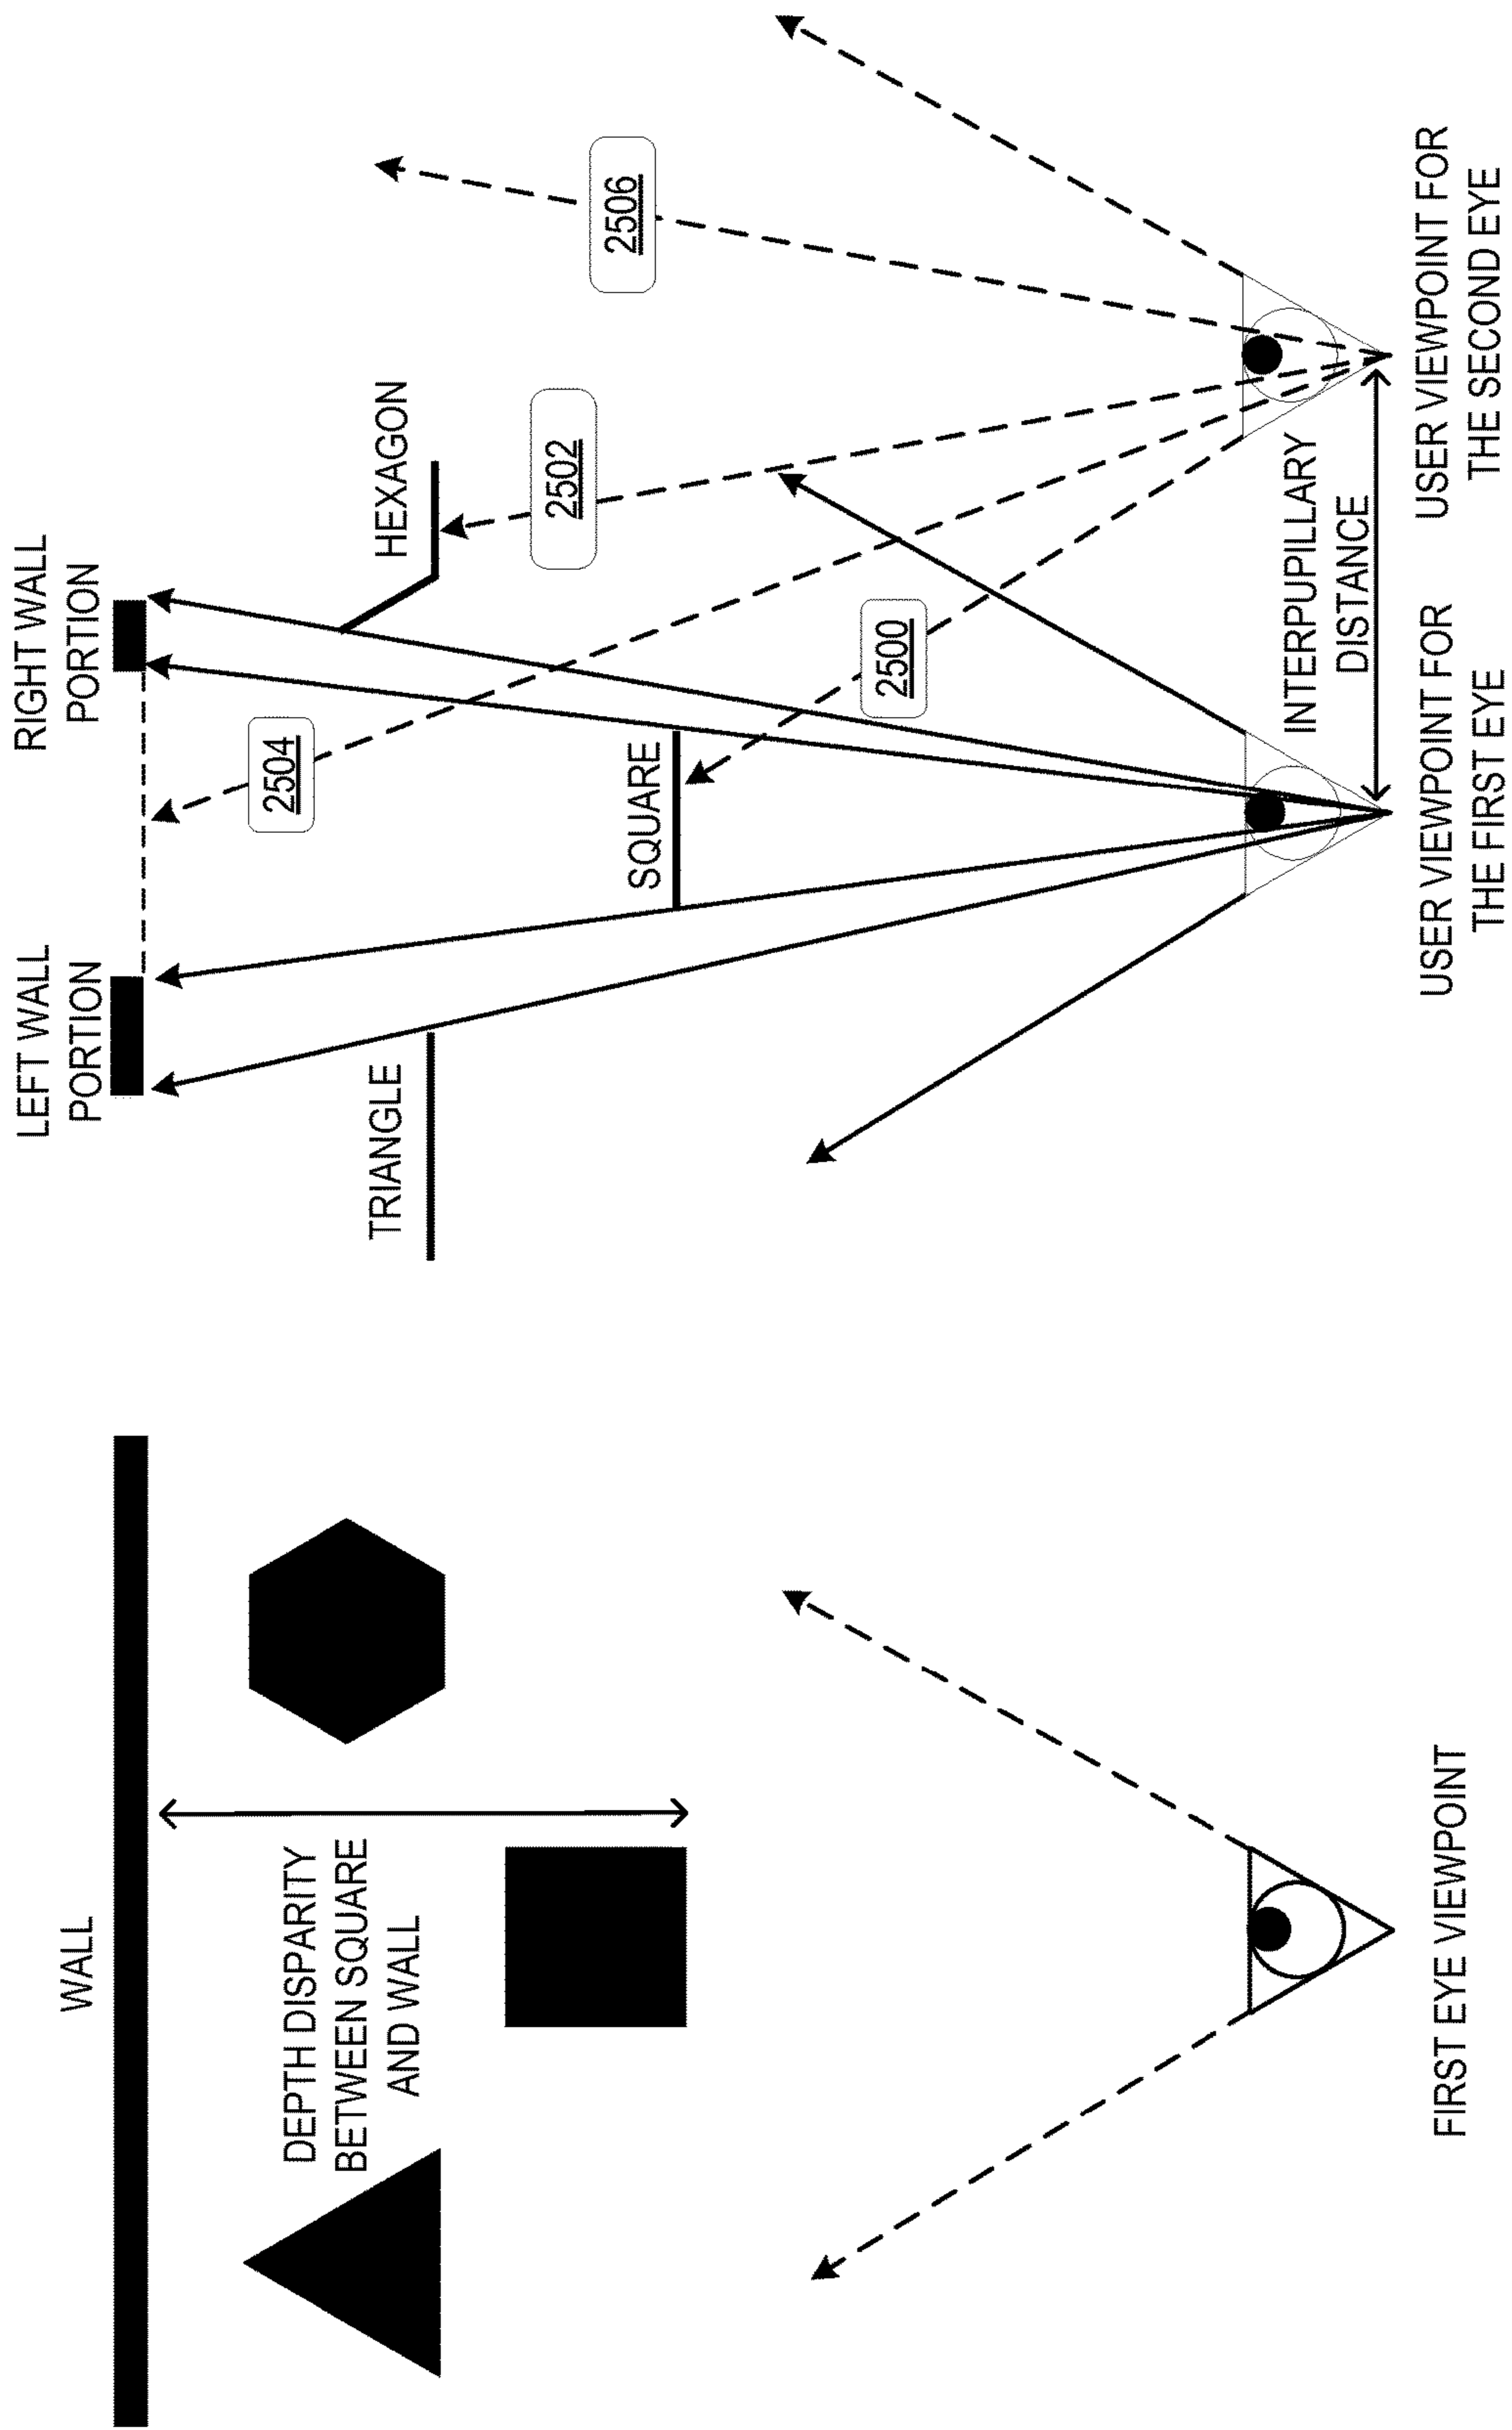 WALL
DEPTH DISPARITY
BETWEEN SQUARE
AND WALL
FIRST EYE VIEWPOINT
LEFT WALL
PORTION
RIGHT WALL
PORTION
TRIANGLE
HEXAGON
SQUARE
2504
2502
2506
2500
INTERPUPILLARY
DISTANCE
USER VIEWPOINT FOR
THE FIRST EYE
USER VIEWPOINT FOR
THE SECOND EYE